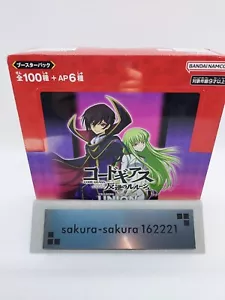 ブースターパック
全100種+AP6種
BANDAI NAMCO
コードギアス
反逆のルルーシュ
UNION
sakura-sakura 162221